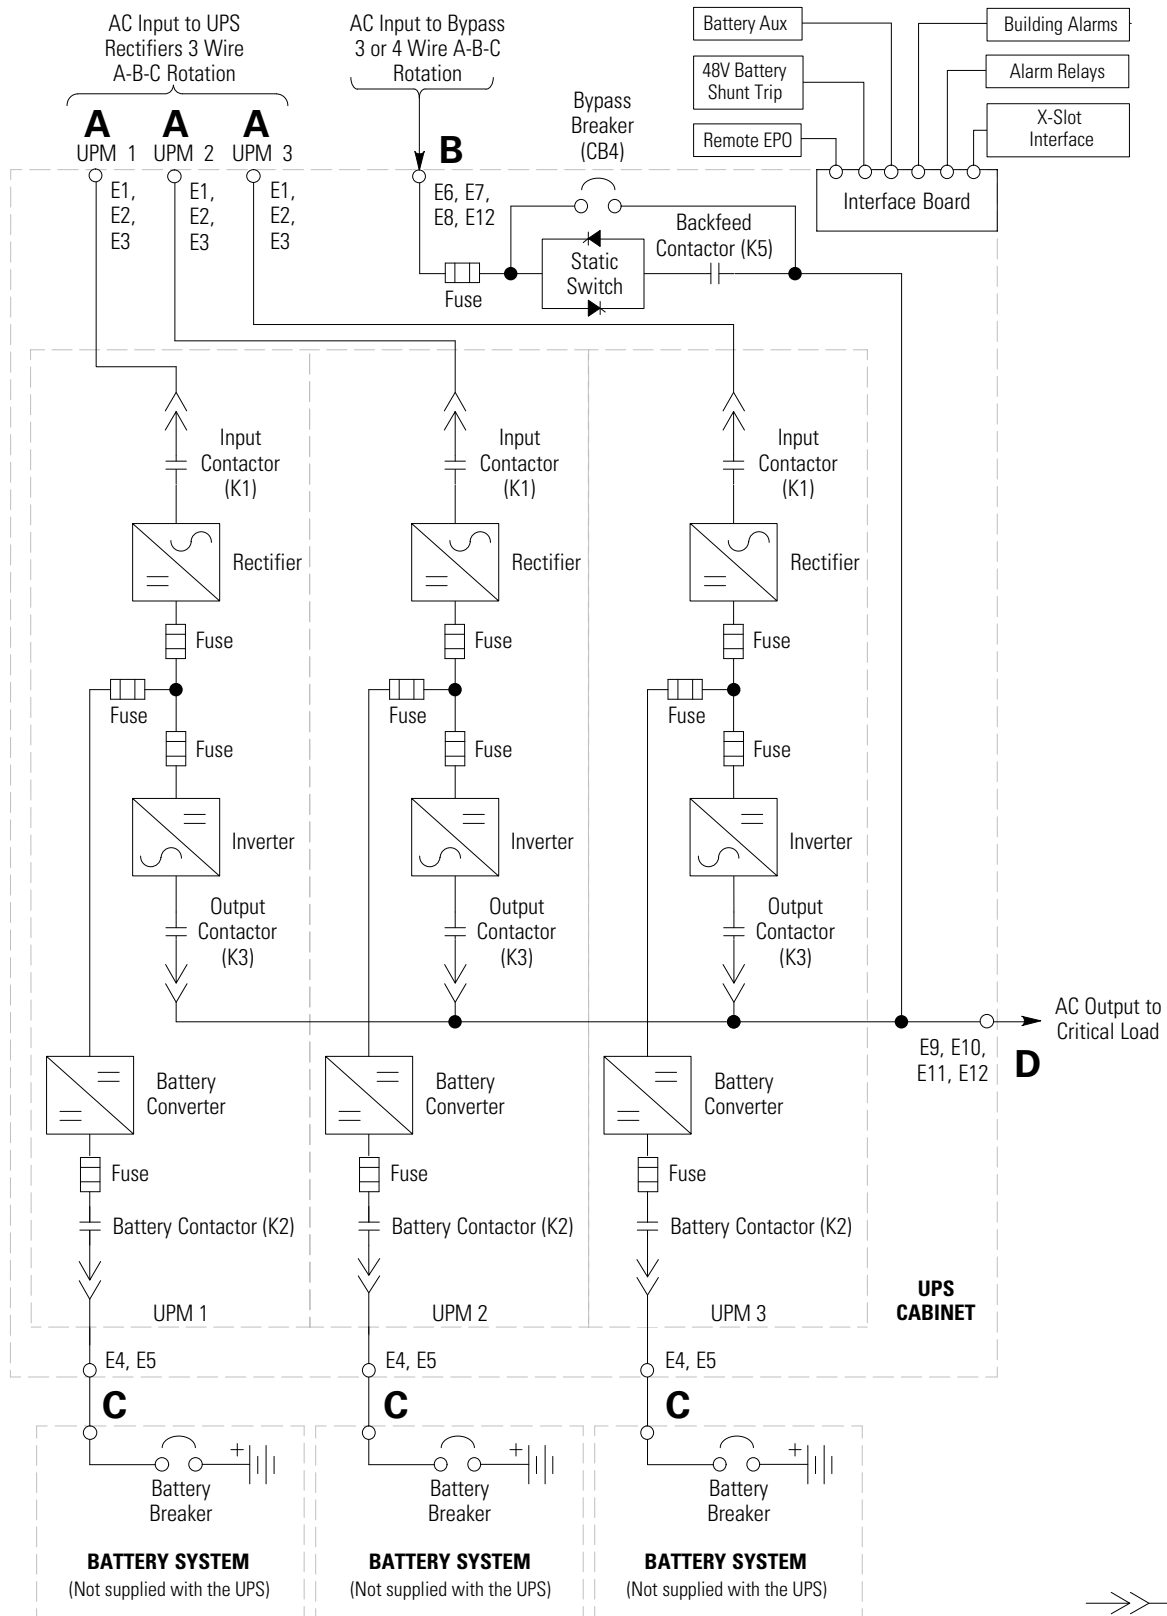 AC Input to UPS
Rectifiers 3 Wire
A-B-C Rotation
AC Input to Bypass
3 or 4 Wire A-B-C
Rotation
Battery Aux
48V Battery
Shunt Trip
Remote EPO
Building Alarms
Alarm Relays
X-Slot
Interface
Interface Board
Bypass
Breaker
(CB4)
A
UPM 1
A
UPM 2
A
UPM 3
B
E1,
E2,
E3
E1,
E2,
E3
E1,
E2,
E3
E6, E7,
E8, E12
Backfeed
Contactor (K5)
Static
Switch
Fuse
Input
Contactor
(K1)
Input
Contactor
(K1)
Input
Contactor
(K1)
Rectifier
Rectifier
Rectifier
Fuse
Fuse
Fuse
Fuse
Fuse
Fuse
Fuse
Fuse
Fuse
Inverter
Inverter
Inverter
Output
Contactor
(K3)
Output
Contactor
(K3)
Output
Contactor
(K3)
AC Output to
Critical Load
E9, E10,
E11, E12
D
Battery
Converter
Battery
Converter
Battery
Converter
Fuse
Fuse
Fuse
Battery Contactor (K2)
Battery Contactor (K2)
Battery Contactor (K2)
UPS
CABINET
UPM 1
UPM 2
UPM 3
E4, E5
E4, E5
E4, E5
C
C
C
+
+
+
Battery
Breaker
Battery
Breaker
Battery
Breaker
BATTERY SYSTEM
(Not supplied with the UPS)
BATTERY SYSTEM
(Not supplied with the UPS)
BATTERY SYSTEM
(Not supplied with the UPS)